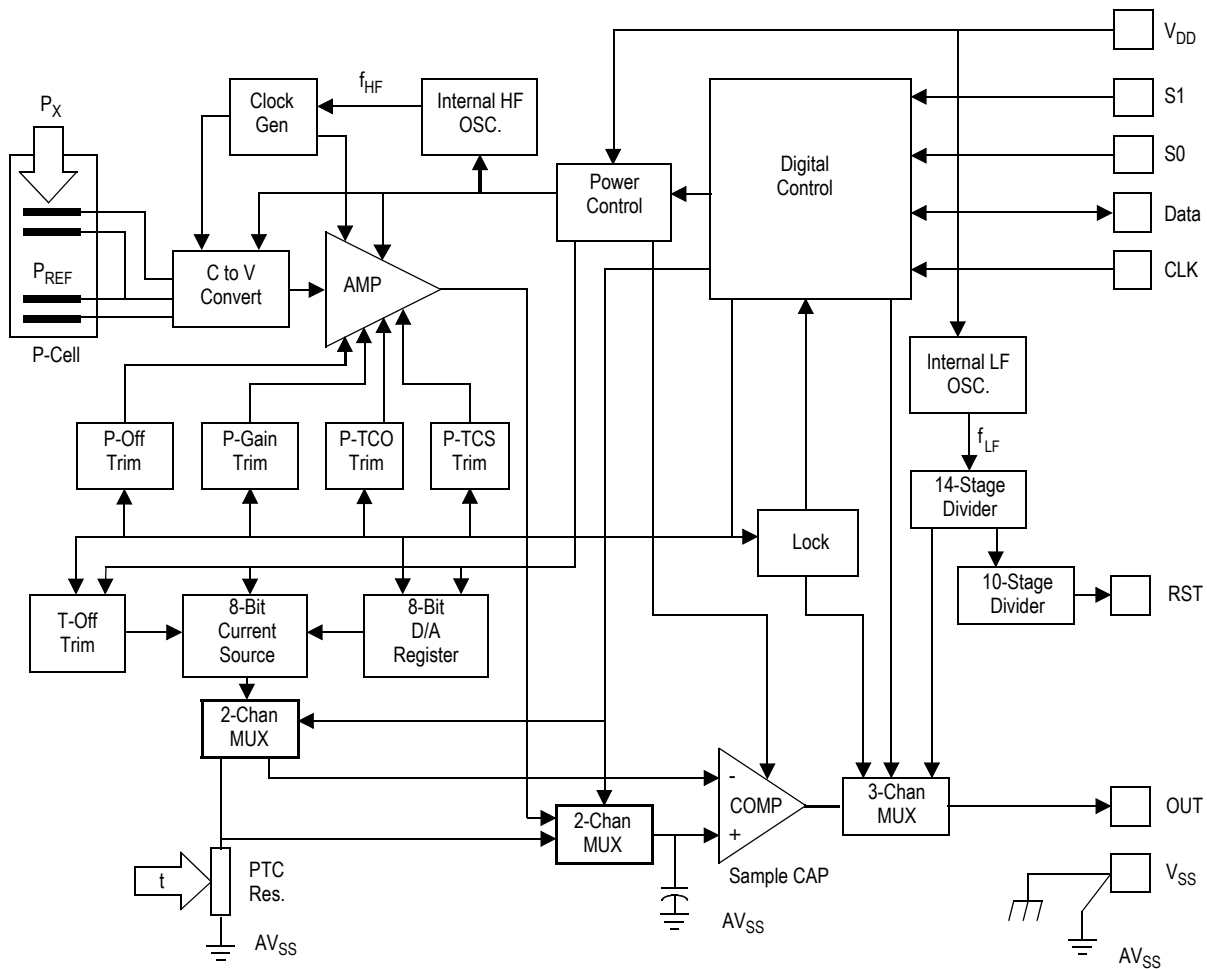 V_DD
f_HF
Clock
Gen
Internal HF
OSC.
S1
P_X
Digital
Control
S0
Power
Control
Data
P_REF
C to V
Convert
AMP
CLK
P-Cell
Internal LF
OSC.
P-Off
Trim
P-Gain
Trim
P-TCO
Trim
P-TCS
Trim
f_LF
14-Stage
Divider
Lock
10-Stage
Divider
RST
T-Off
Trim
8-Bit
Current
Source
8-Bit
D/A
Register
2-Chan
MUX
-
COMP
+
3-Chan
MUX
OUT
2-Chan
MUX
t
PTC
Res.
Sample CAP
V_SS
AV_SS
AV_SS
AV_SS